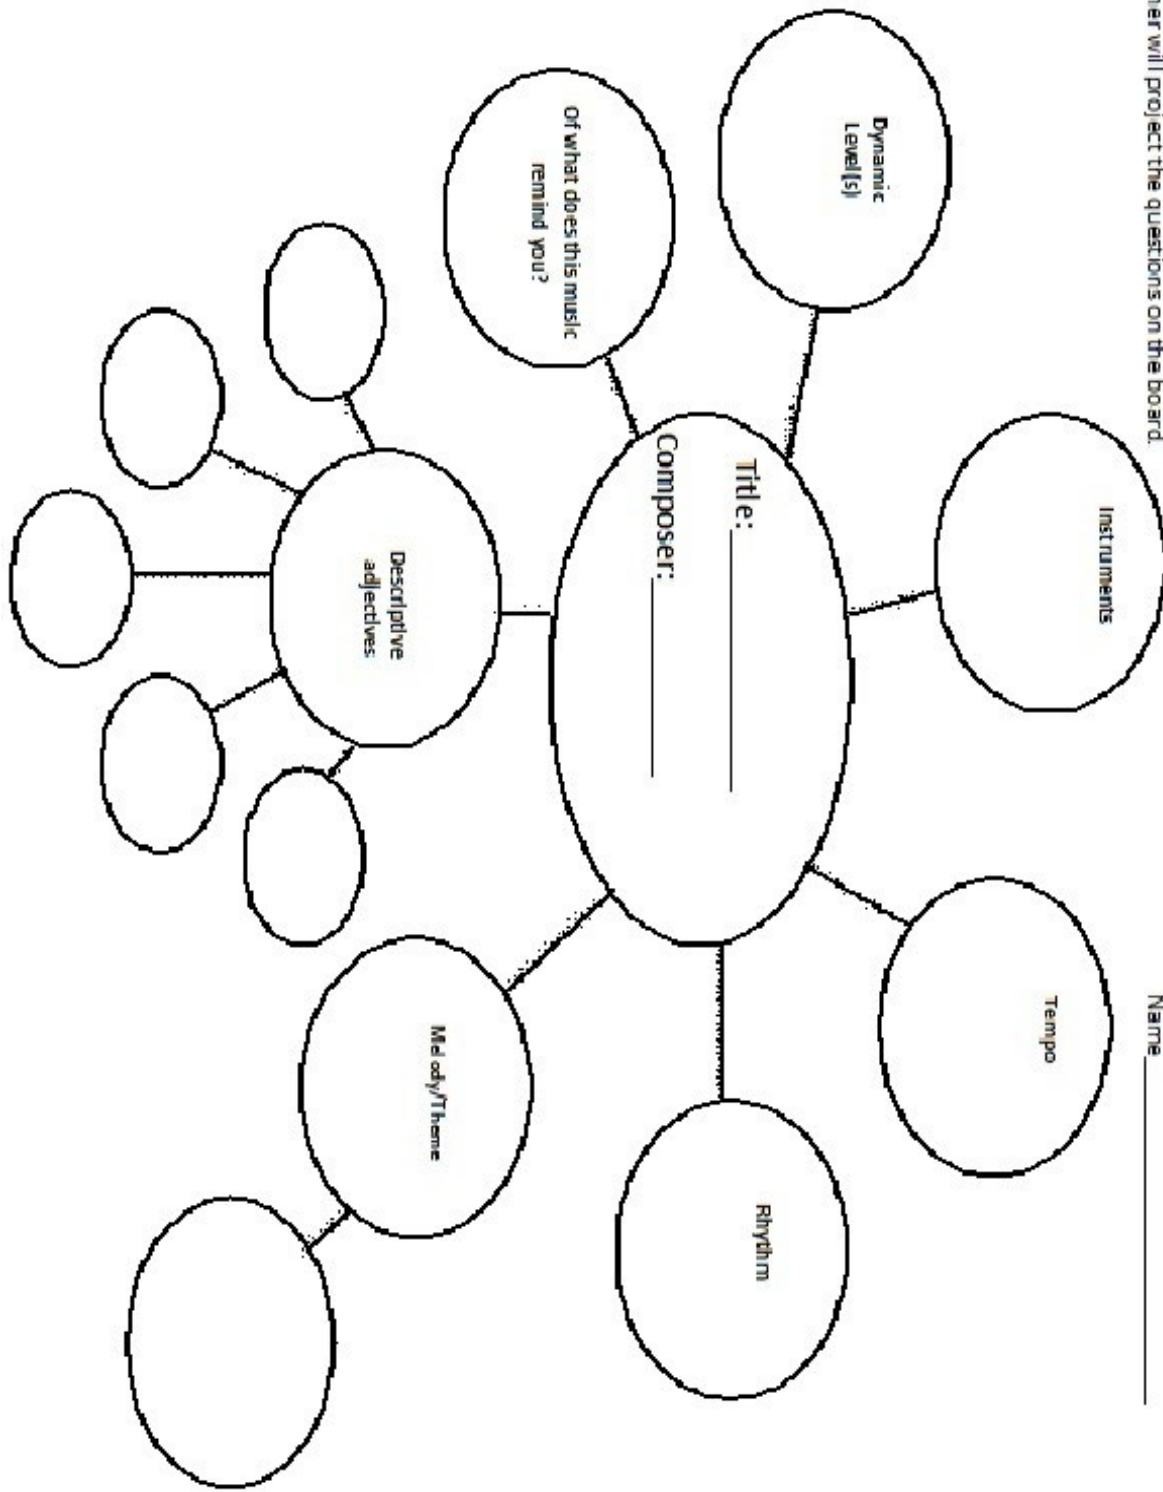 her will project the questions on the board.
Name
Instruments
Tempo
Dynamic
Level(s)
Title:
Composer:
Rhythm
Of what does this music
remind you?
Descriptive
adjectives
Melody/Theme